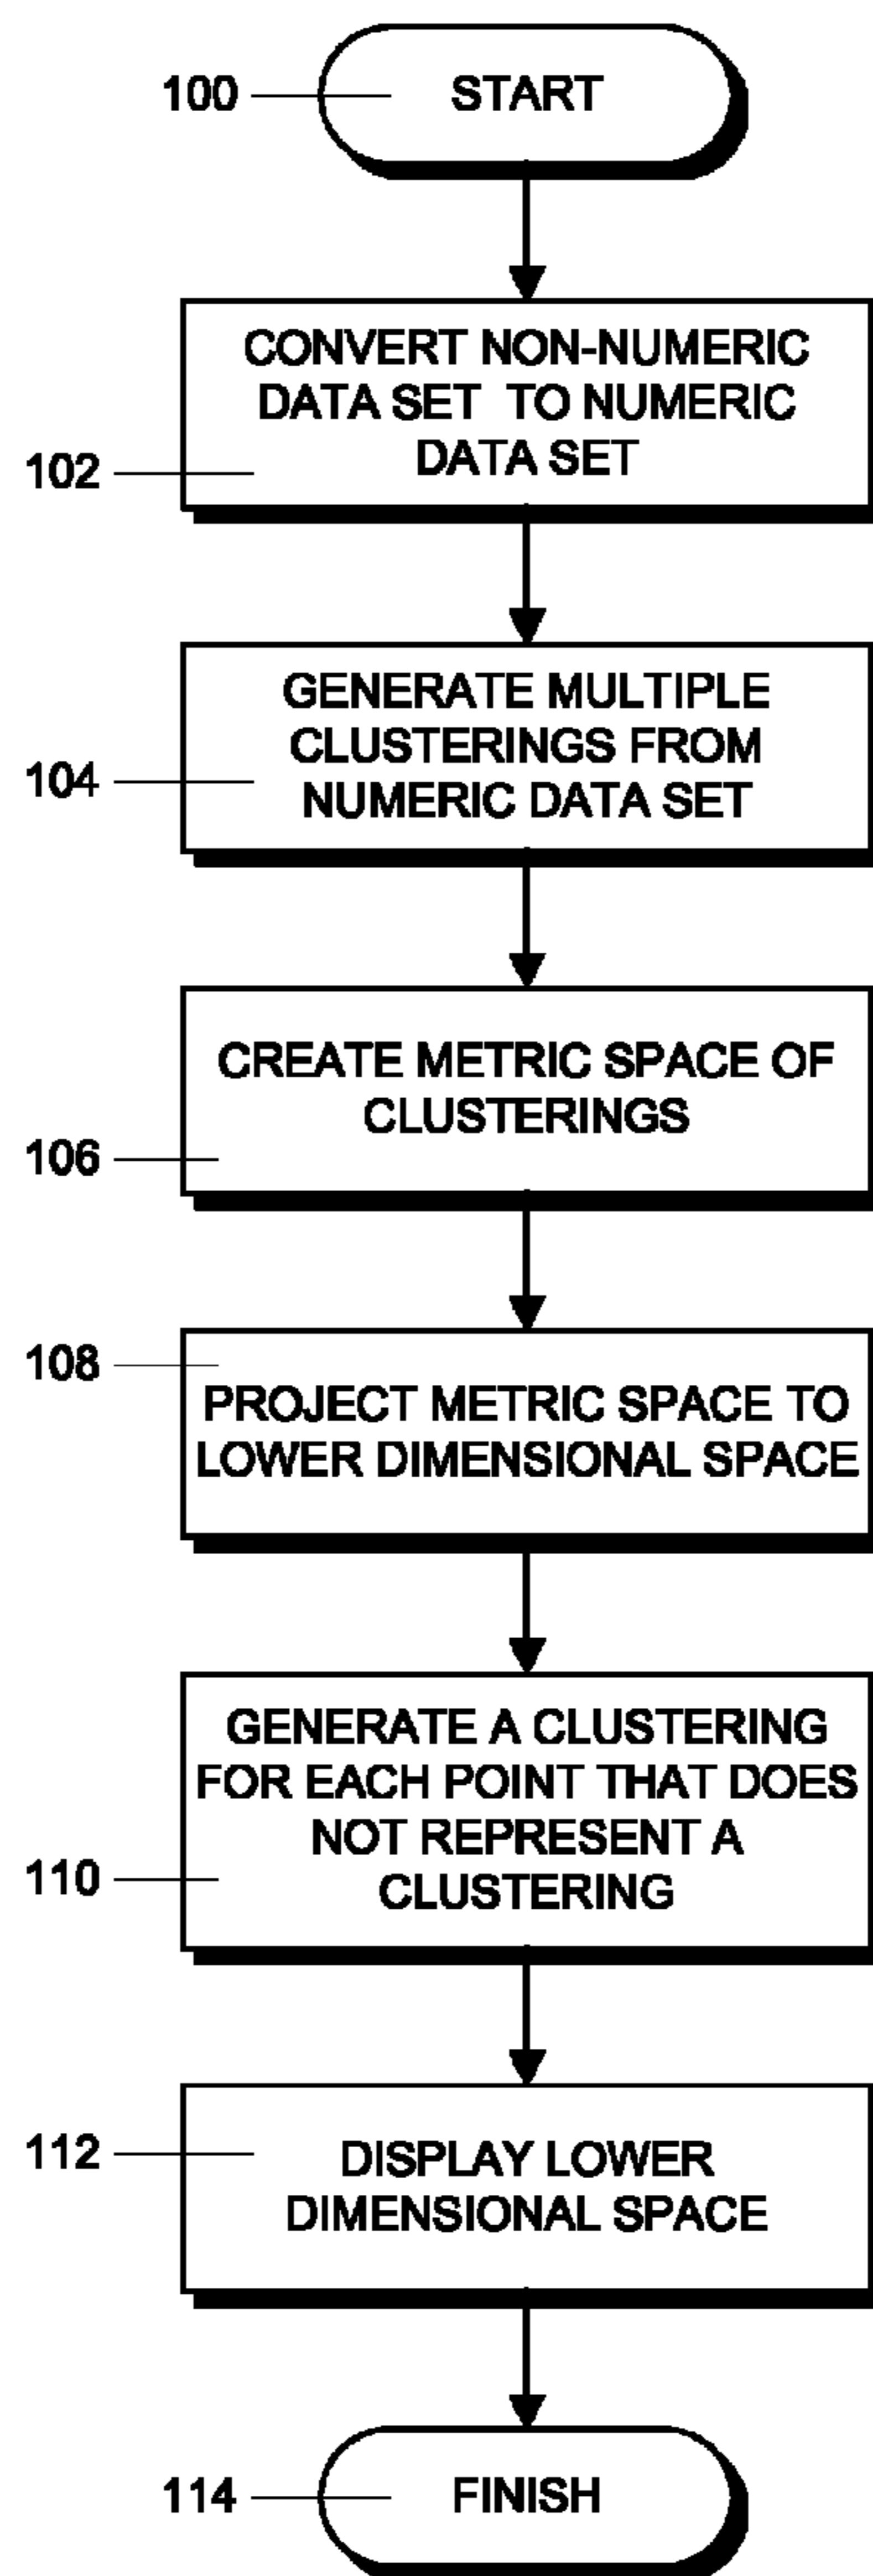 100
START
CONVERT NON-NUMERIC
DATA SET TO NUMERIC
DATA SET
102
GENERATE MULTIPLE
CLUSTERINGS FROM
NUMERIC DATA SET
104
CREATE METRIC SPACE OF
CLUSTERINGS
106
108
PROJECT METRIC SPACE TO
LOWER DIMENSIONAL SPACE
GENERATE A CLUSTERING
FOR EACH POINT THAT DOES
NOT REPRESENT A
CLUSTERING
110
112
DISPLAY LOWER
DIMENSIONAL SPACE
114
FINISH